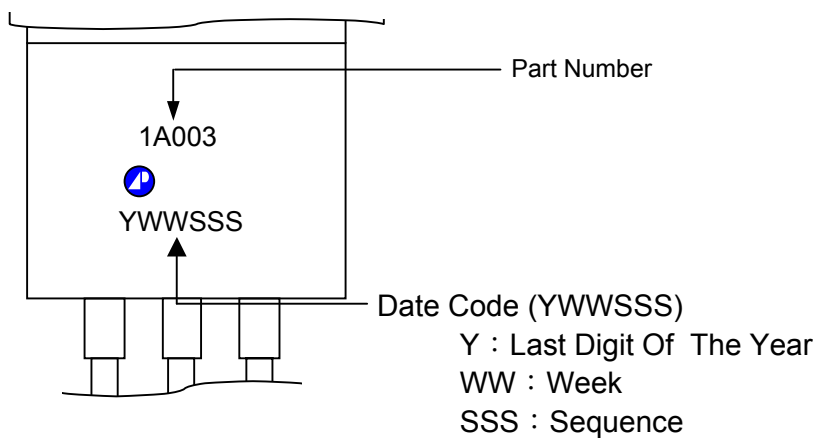 Part Number
1A003
YWWSSS
Date Code (YWWSSS)
Y：Last Digit Of The Year
WW：Week
SSS：Sequence